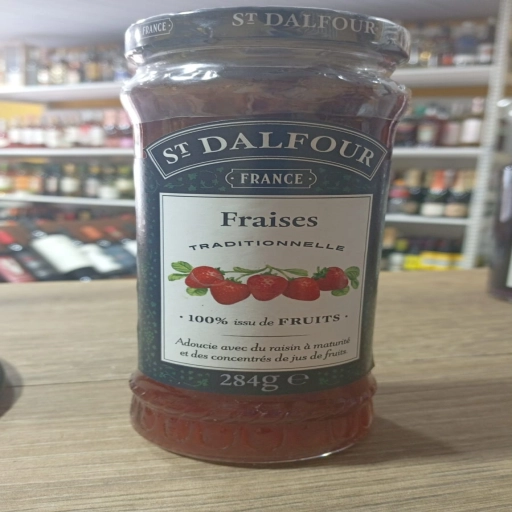 FRANCE
ST DALFOUR
ST DALFOUR
FRANCE
Fraises
TRADITIONNELLE
· 100% issu de FRUITS ·
Adoucie avec du raisin à maturité
et des concentrés de jus de fruits.
284g ℮